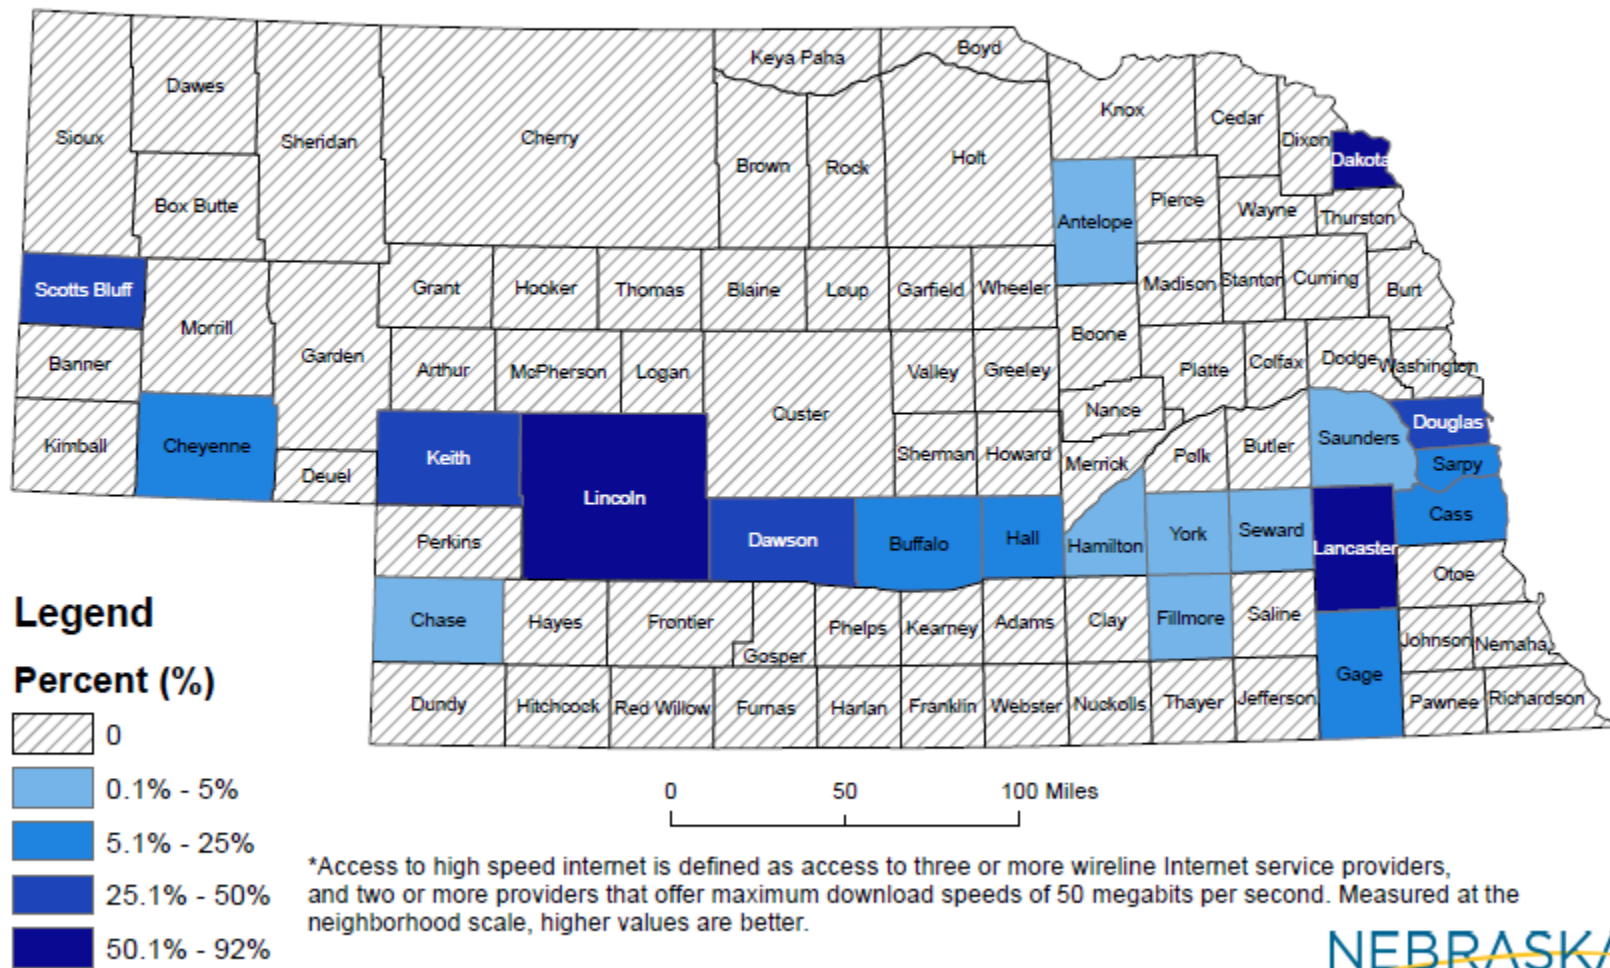 Boyd
Keya Paha
Dawes
Knox
Cedar
Sioux
Sheridan
Cherry
Dixon
Holt
Dakota
Brown
Rock
Box Butte
Pierce
Wayne
Thurston
Antelope
Scotts Bluff
Grant
Hooker
Thomas
Blaine
Loup
Garfield
Wheeler
Madison
Stanton
Cuming
Burt
Morrill
Boone
Banner
Garden
Arthur
McPherson
Logan
Valley
Greeley
Platte
Colfax
Dodge
Washington
Custer
Nance
Douglas
Kimball
Cheyenne
Deuel
Keith
Sherman
Howard
Merrick
Polk
Butler
Saunders
Sarpy
Lincoln
Cass
Perkins
Dawson
Buffalo
Hall
Hamilton
York
Seward
Lancaster
Otoe
Chase
Hayes
Frontier
Gosper
Phelps
Kearney
Adams
Clay
Fillmore
Saline
Johnson
Nemaha
Gage
Dundy
Hitchcock
Red Willow
Furnas
Harlan
Franklin
Webster
Nuckolls
Thayer
Jefferson
Pawnee
Richardson
Legend
Percent (%)
0
0.1% - 5%
5.1% - 25%
25.1% - 50%
50.1% - 92%
0 50 100 Miles
*Access to high speed internet is defined as access to three or more wireline Internet service providers,
and two or more providers that offer maximum download speeds of 50 megabits per second. Measured at the
neighborhood scale, higher values are better.
NEBRASKA